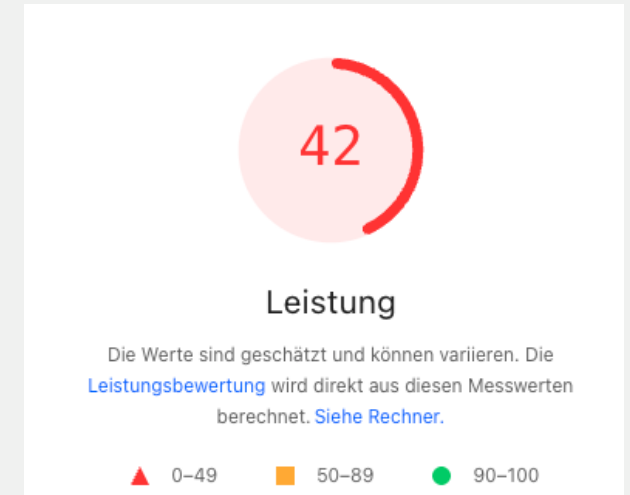 42
Leistung
Die Werte sind geschätzt und können variieren. Die
Leistungsbewertung wird direkt aus diesen Messwerten
berechnet. Siehe Rechner.
0–49 50–89 90–100